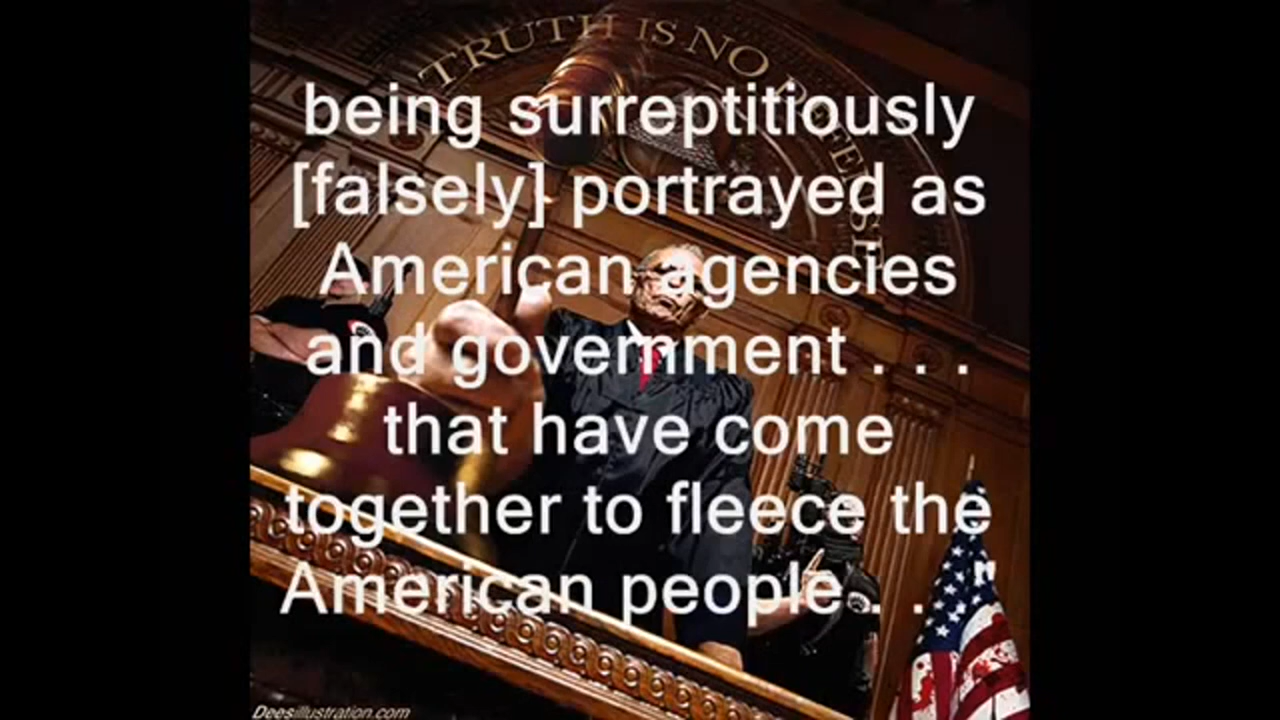 TRUTH IS NO DEFENSE
being surreptitiously
[falsely] portrayed as
American agencies
and government . . .
that have come
together to fleece the
American people . . ."
Deesillustration.com